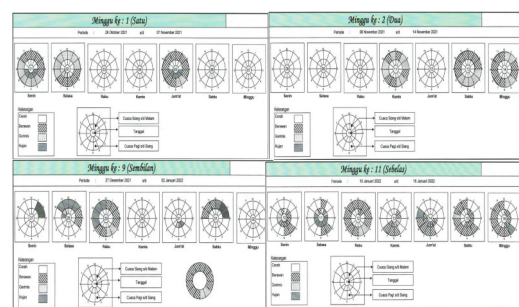 Minggu ke : 1 (Satu)
Periode : 26 Oktober 2021 s/d 07 November 2021
Senin Selasa Rabu Kamis Jum'at Sabtu Minggu
Keterangan
Cerah
Berawan
Gerimis
Hujan
Cuaca Siang s/d Malam
Tanggal
Cuaca Pagi s/d Siang
Minggu ke : 2 (Dua)
Periode : 08 November 2021 s/d 14 November 2021
Senin Selasa Rabu Kamis Jum'at Sabtu Minggu
Keterangan
Cerah
Berawan
Gerimis
Hujan
Cuaca Siang s/d Malam
Tanggal
Cuaca Pagi s/d Siang
Minggu ke : 9 (Sembilan)
Periode : 27 Desember 2021 s/d 02 Januari 2022
Senin Selasa Rabu Kamis Jum'at Sabtu Minggu
Keterangan
Cerah
Berawan
Gerimis
Hujan
Cuaca Siang s/d Malam
Tanggal
Cuaca Pagi s/d Siang
Minggu ke : 11 (Sebelas)
Periode : 10 Januari 2022 s/d 16 Januari 2022
Senin Selasa Rabu Kamis Jum'at Sabtu Minggu
Keterangan
Cerah
Berawan
Gerimis
Hujan
Cuaca Siang s/d Malam
Tanggal
Cuaca Pagi s/d Siang